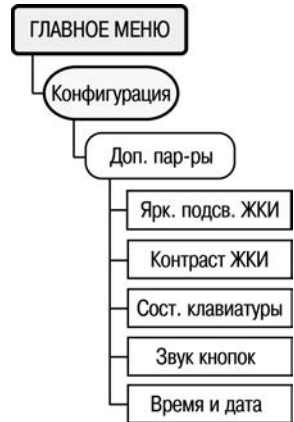 ГЛАВНОЕ МЕНЮ
Конфигурация
Доп. пар-ры
Ярк. подсв. ЖКИ
Контраст ЖКИ
Сост. клавиатуры
Звук кнопок
Время и дата